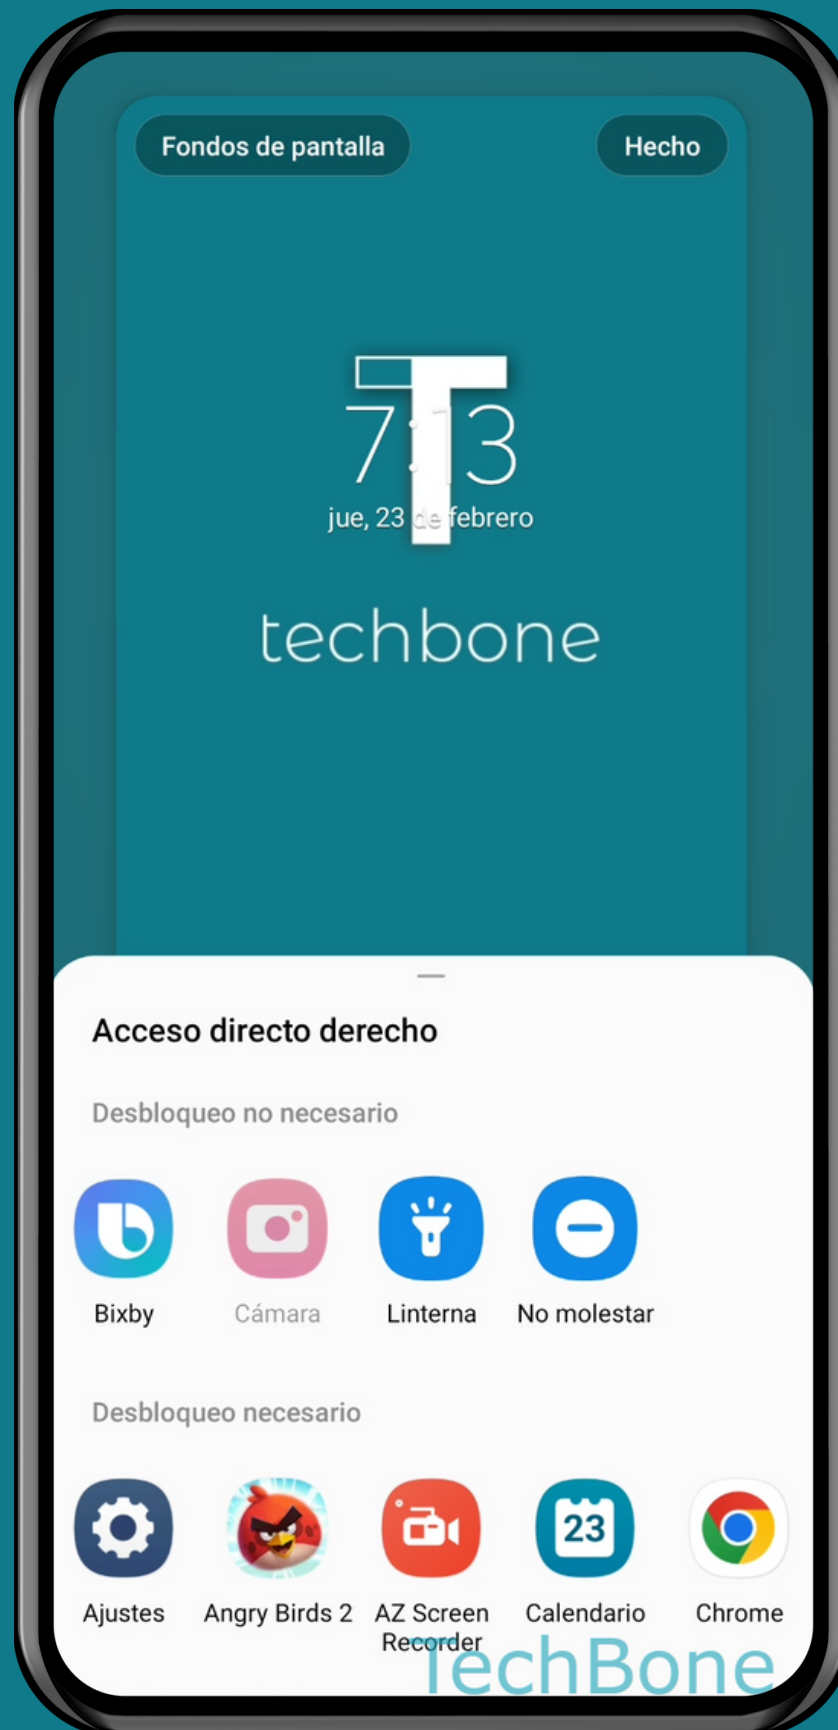 Fondos de pantalla
Hecho
7:13
jue, 23 de febrero
techbone
Acceso directo derecho
Desbloqueo no necesario
Bixby
Cámara
Linterna
No molestar
Desbloqueo necesario
23
Ajustes
Angry Birds 2
AZ Screen
Recorder
Calendario
Chrome
TechBone